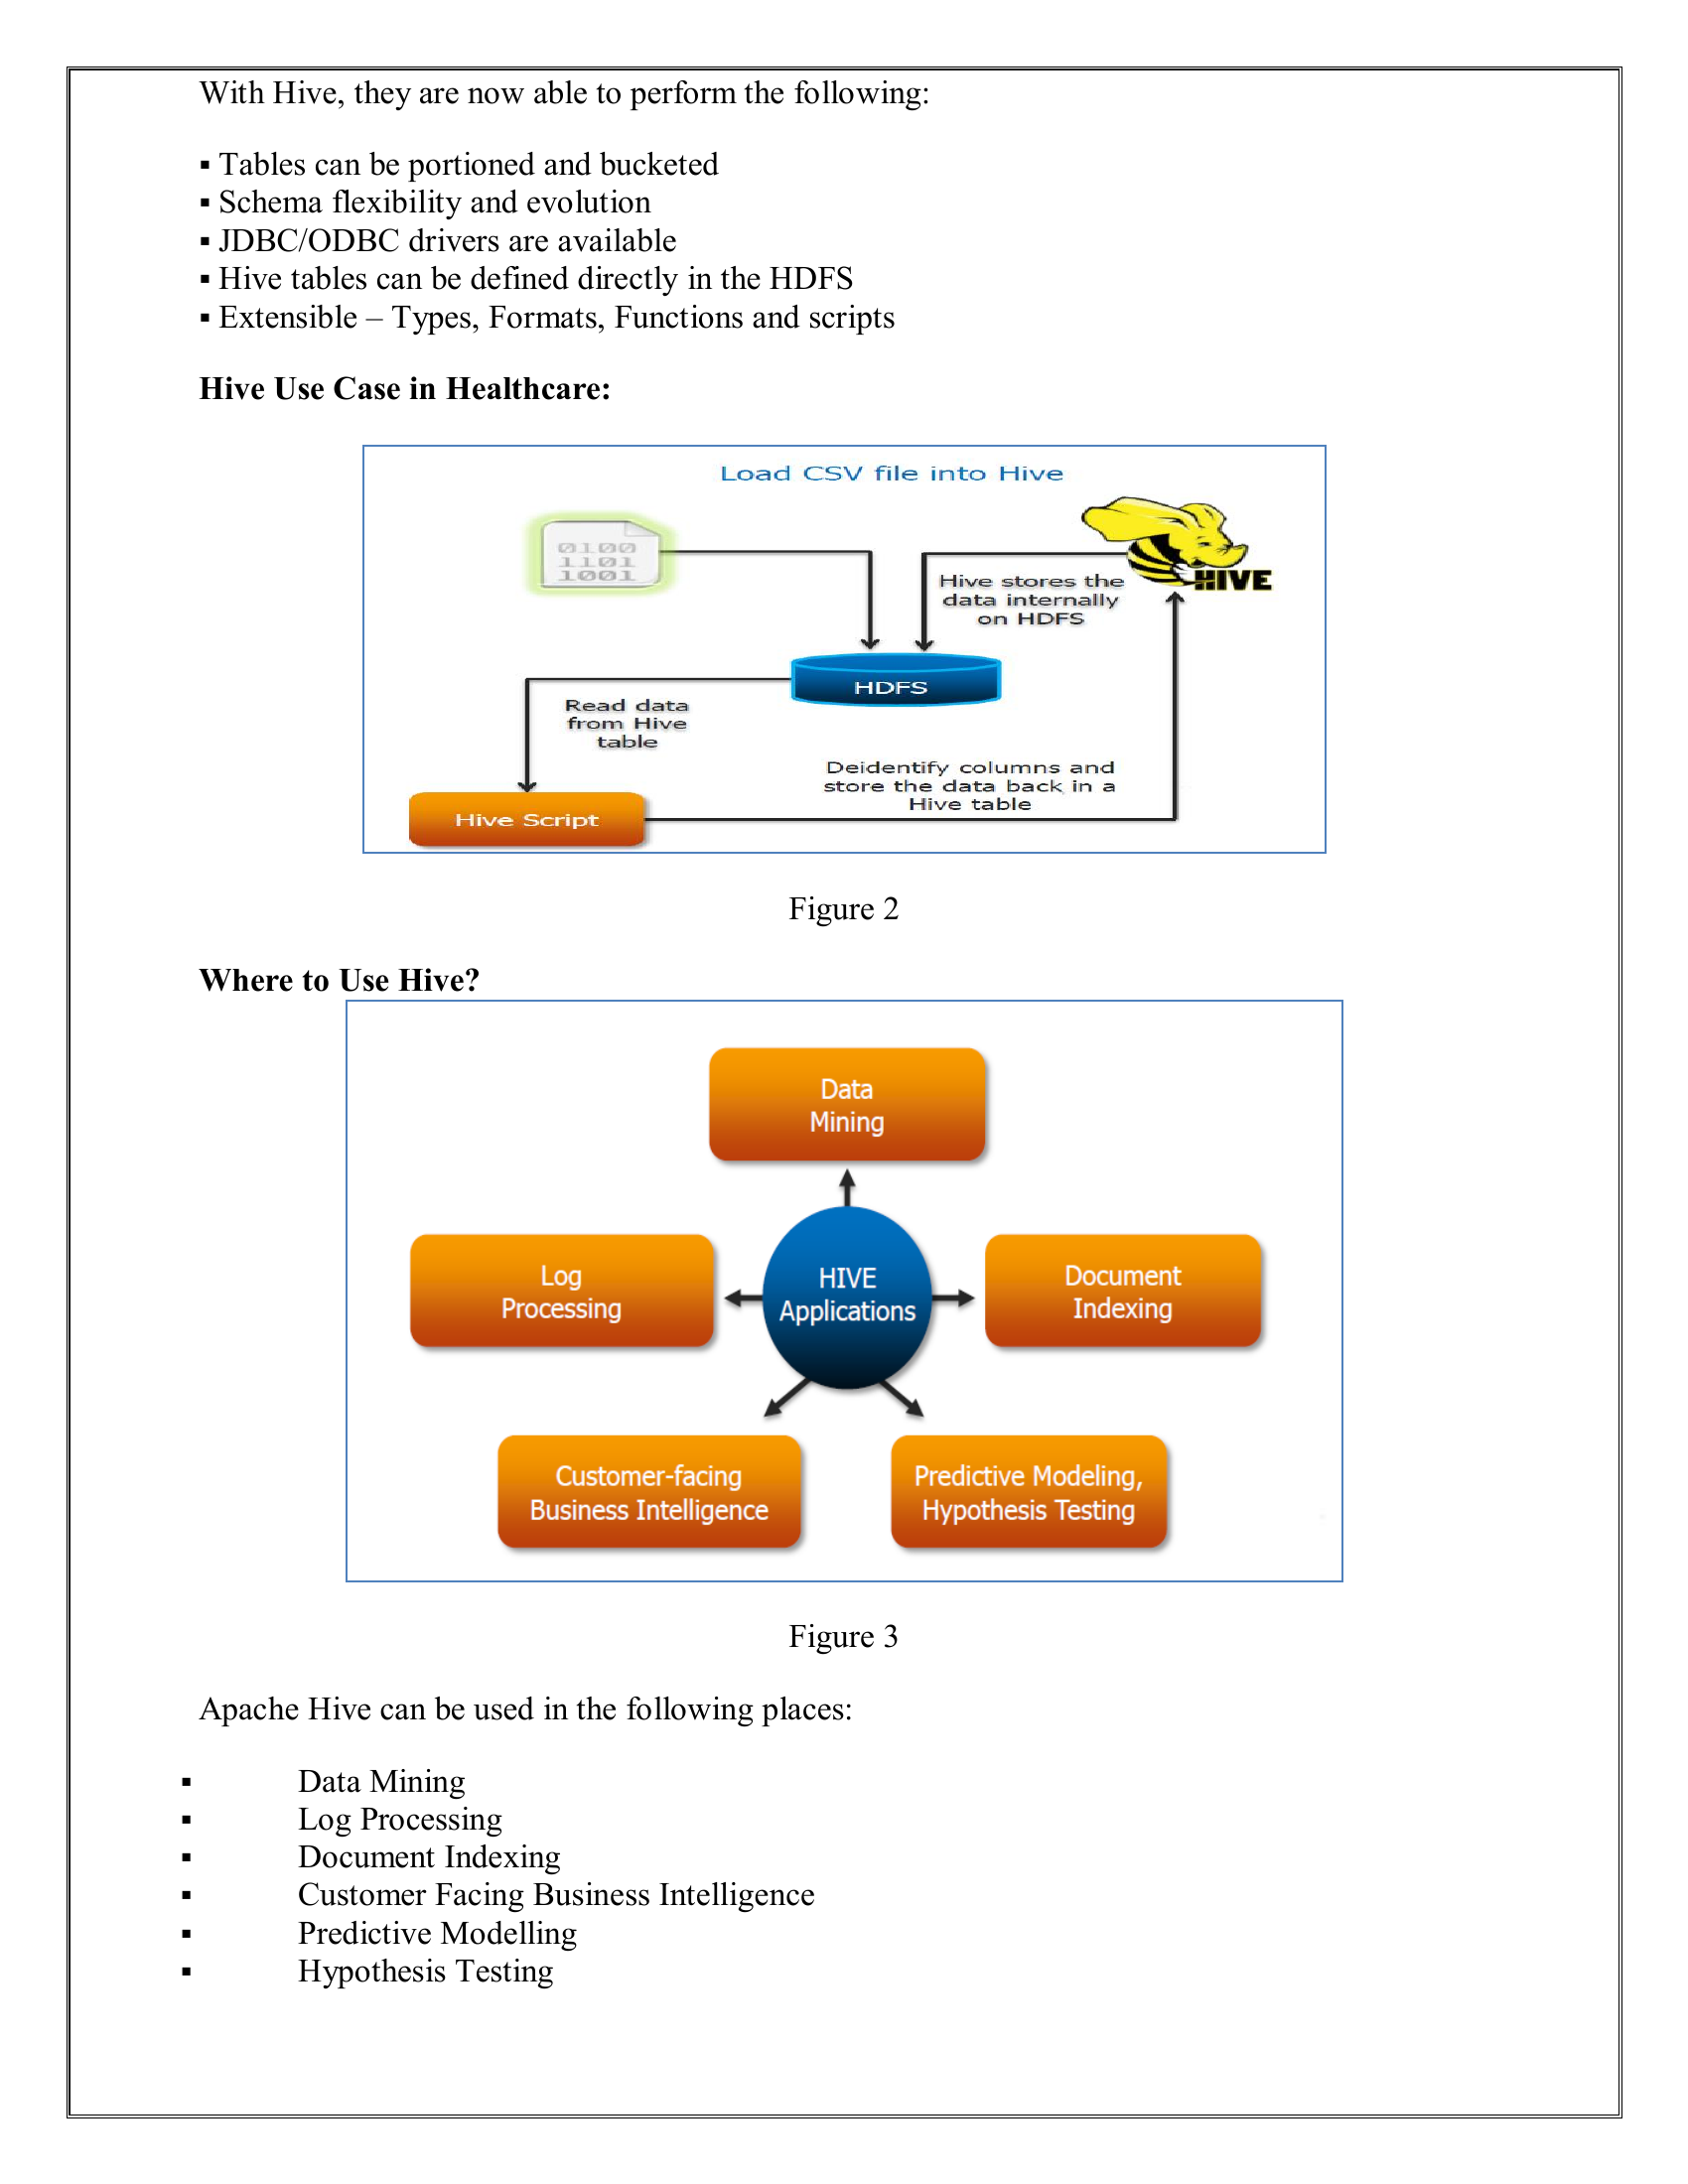 With Hive, they are now able to perform the following:
▪ Tables can be portioned and bucketed
▪ Schema flexibility and evolution
▪ JDBC/ODBC drivers are available
▪ Hive tables can be defined directly in the HDFS
▪ Extensible – Types, Formats, Functions and scripts
Hive Use Case in Healthcare:
Load CSV file into Hive
0100
1101
1001
HIVE
Hive stores the
data internally
on HDFS
HDFS
Read data
from Hive
table
Deidentify columns and
store the data back in a
Hive table
Hive Script
Figure 2
Where to Use Hive?
Data
Mining
Log
Processing
HIVE
Applications
Document
Indexing
Customer-facing
Business Intelligence
Predictive Modeling,
Hypothesis Testing
Figure 3
Apache Hive can be used in the following places:
▪ Data Mining
▪ Log Processing
▪ Document Indexing
▪ Customer Facing Business Intelligence
▪ Predictive Modelling
▪ Hypothesis Testing